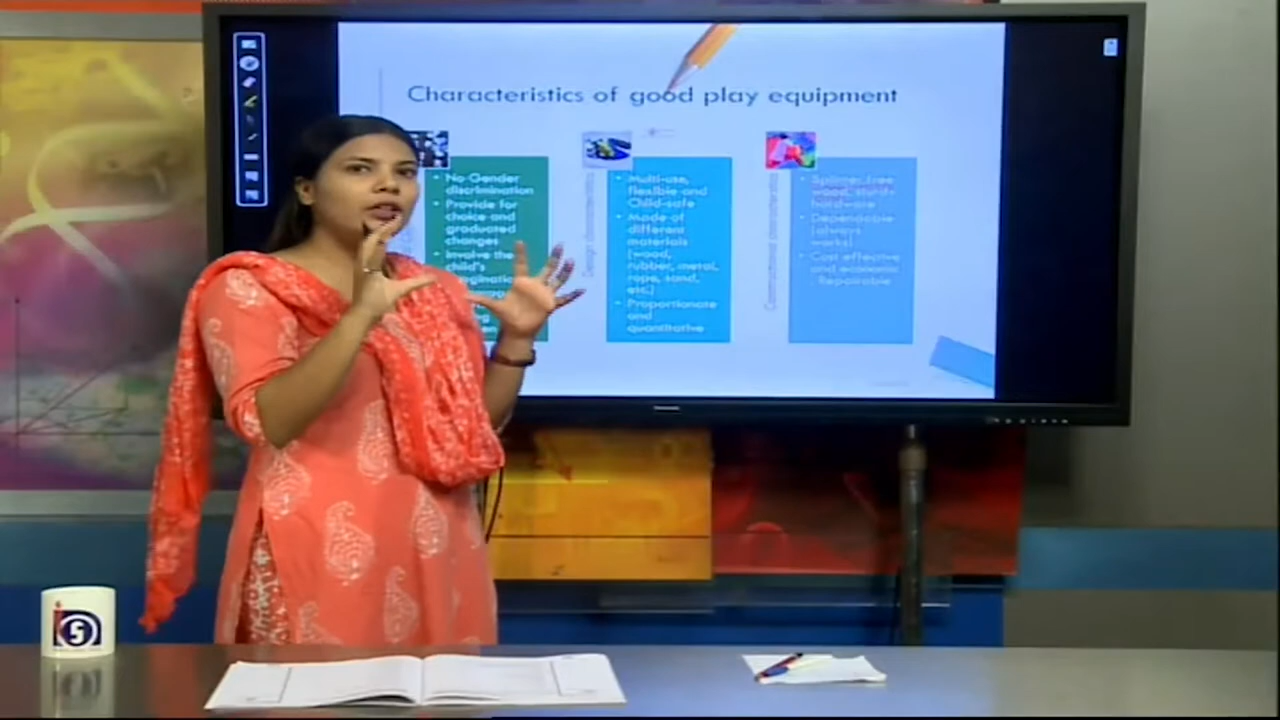 Characteristics of good play equipment
• No Gender
discrimination
• Provide for
choice and
graduated
changes
• Involve the
child's
• Multi-use,
flexible and
Child-safe
• Made of
different
materials
(wood,
rubber, metal,
rope, sand,
etc.)
• Proportionate
and
quantitative
• Splinter free
wood, sturdy
hardware
• Dependable
(always
works)
• Cost effective
and economic
Repairable
5